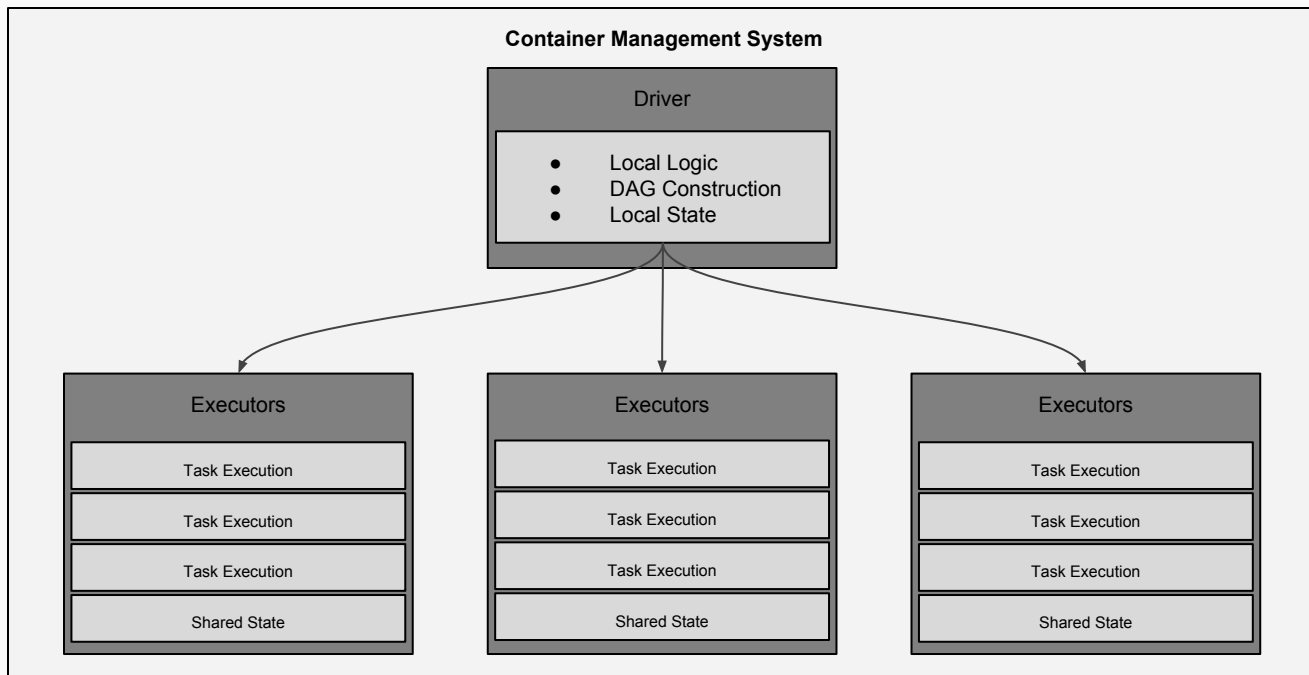 Container Management System
Driver
● Local Logic
● DAG Construction
● Local State
Executors
Task Execution
Task Execution
Task Execution
Shared State
Executors
Task Execution
Task Execution
Task Execution
Shared State
Executors
Task Execution
Task Execution
Task Execution
Shared State